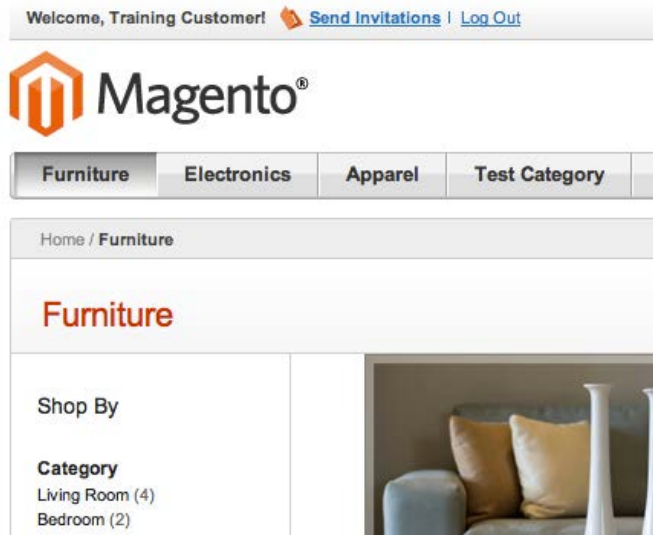 Welcome, Training Customer! Send Invitations | Log Out
Magento®
Furniture Electronics Apparel Test Category
Home / Furniture
Furniture
Shop By
Category
Living Room (4)
Bedroom (2)